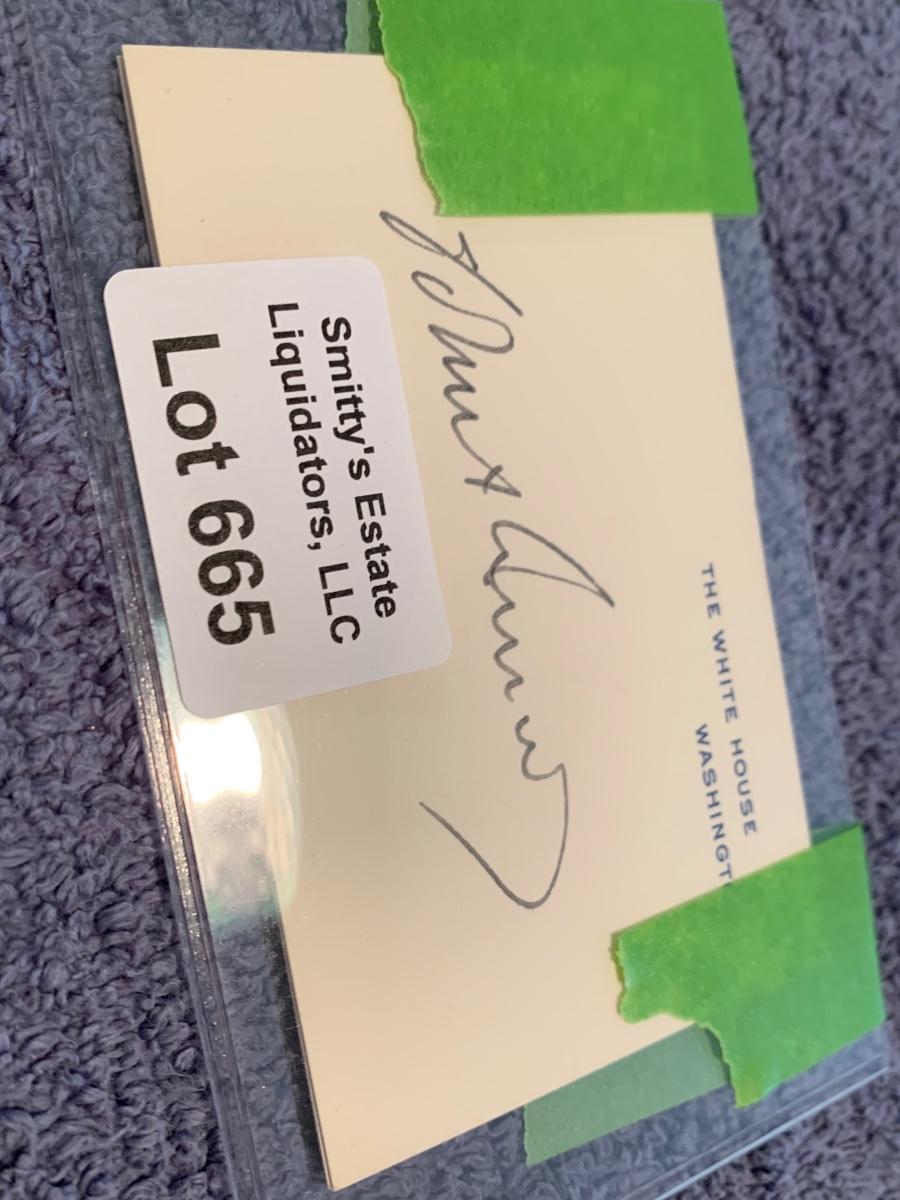 THE WHITE HOUSE
WASHINGT
Smitty's Estate
Liquidators, LLC
Lot 665